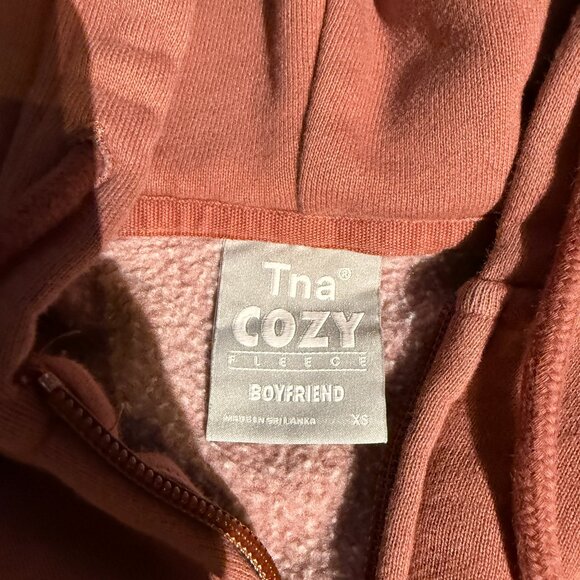 Tna®
COZY
FLEECE
BOYFRIEND
MADE IN SRI LANKA XS